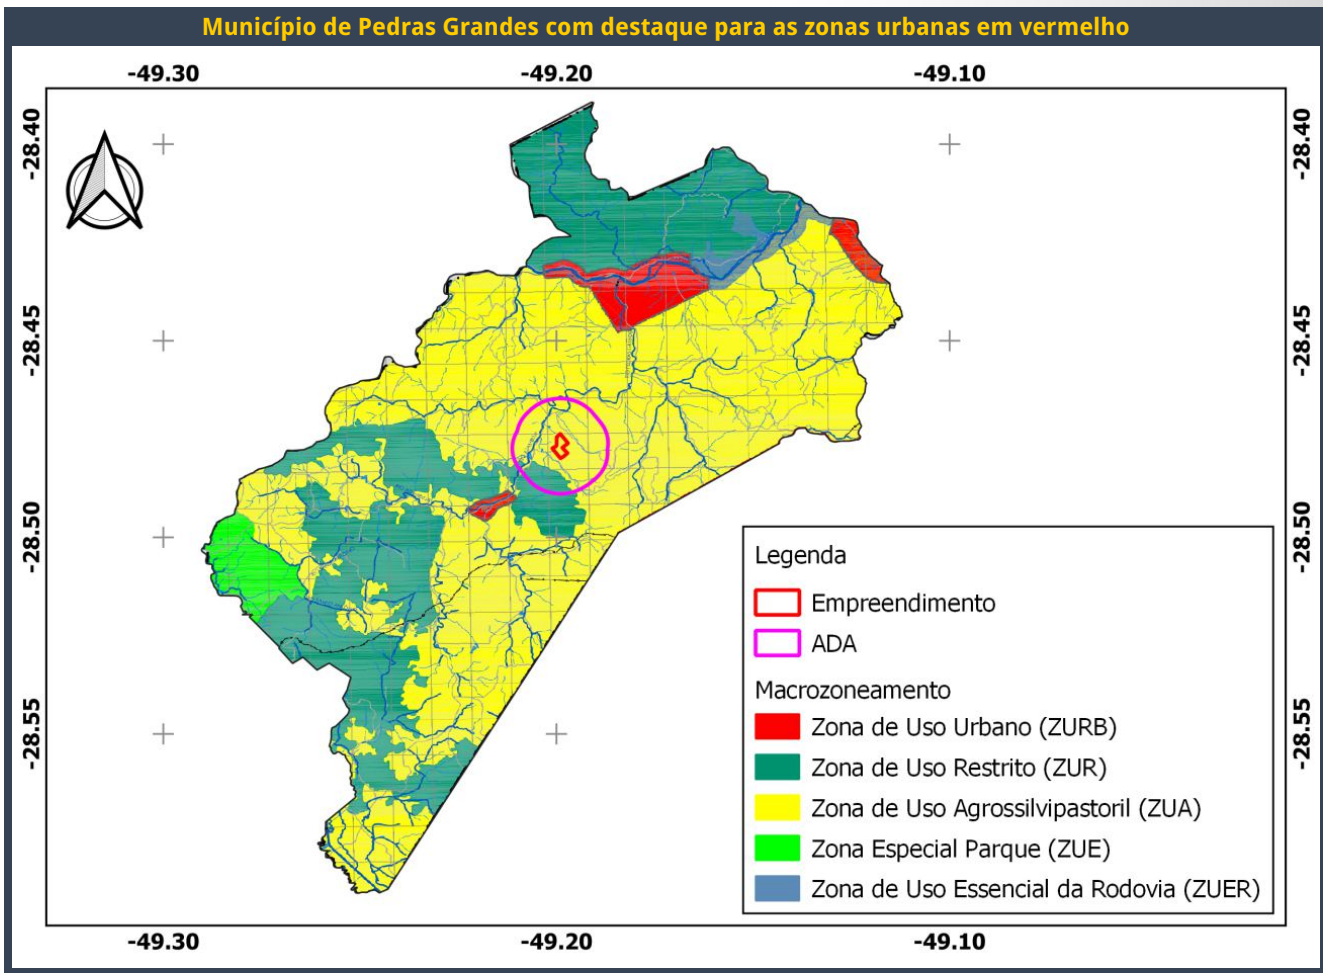 Município de Pedras Grandes com destaque para as zonas urbanas em vermelho
-49.30 -49.20 -49.10
-28.40 -28.40
-28.45 -28.45
-28.50 -28.50
-28.55 -28.55
Legenda
Empreendimento
ADA
Macrozoneamento
Zona de Uso Urbano (ZURB)
Zona de Uso Restrito (ZUR)
Zona de Uso Agrossilvipastoril (ZUA)
Zona Especial Parque (ZUE)
Zona de Uso Essencial da Rodovia (ZUER)
-49.30 -49.20 -49.10